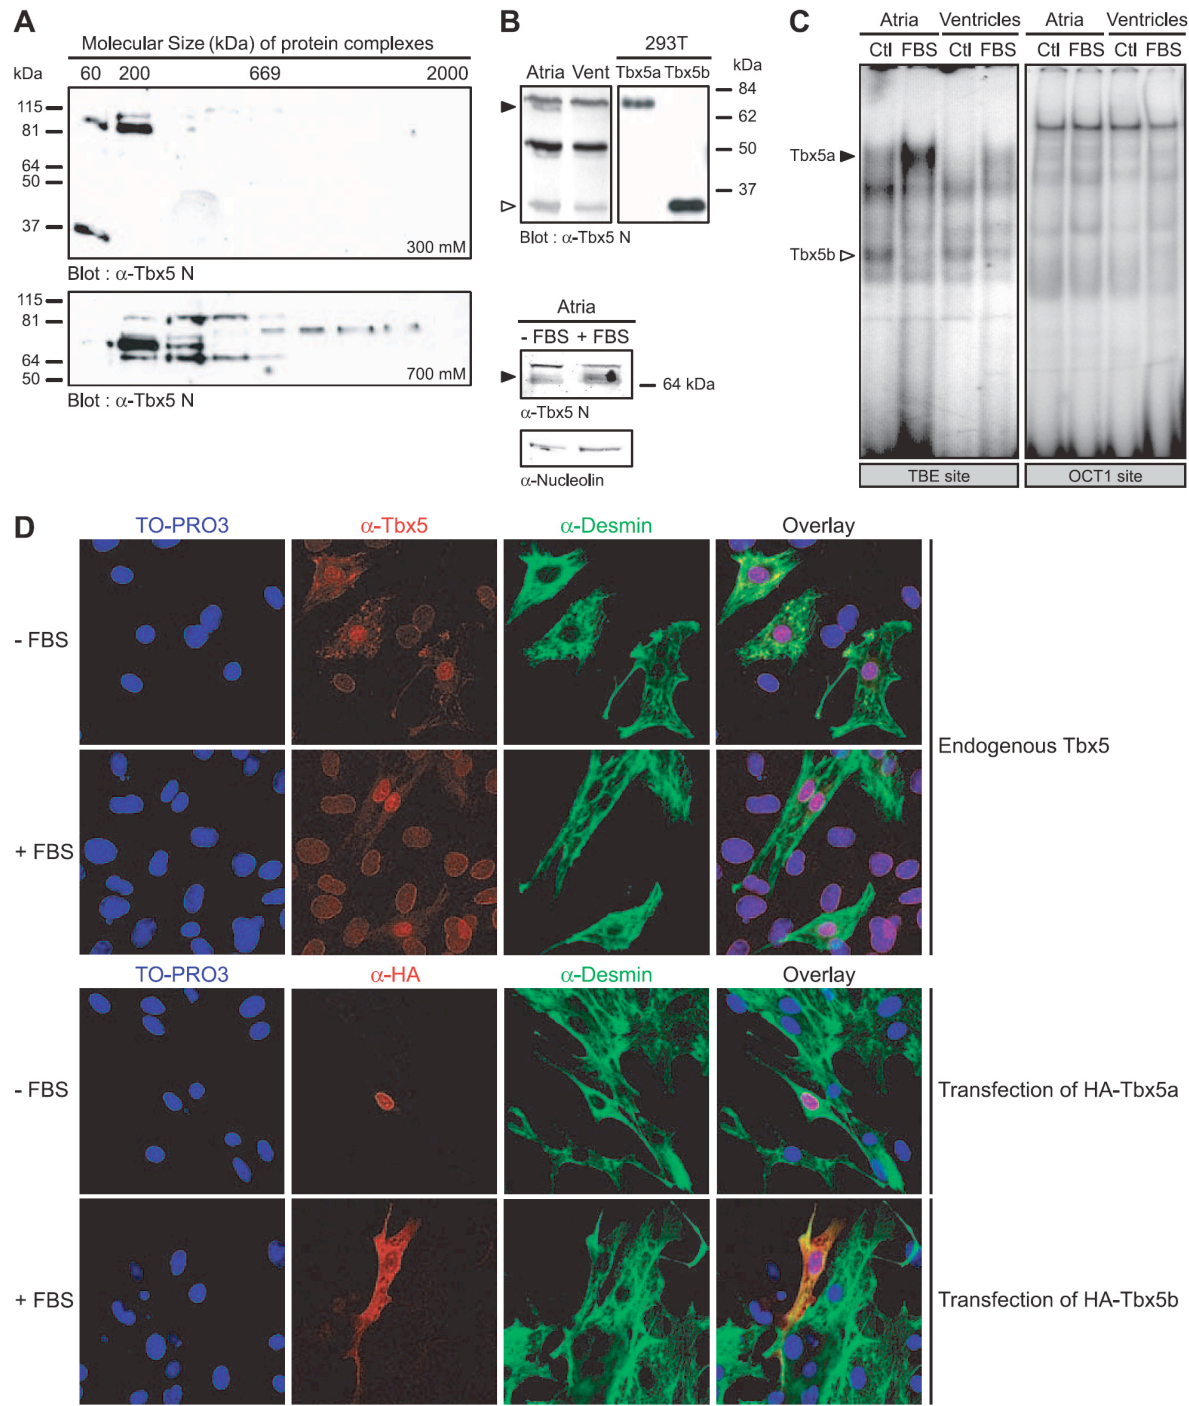 A
Molecular Size (kDa) of protein complexes
kDa 60 200 669 2000
115
81
64
50
37
300 mM
Blot : α-Tbx5 N
115
81
64
50
700 mM
Blot : α-Tbx5 N
B
293T
Atria Vent Tbx5a Tbx5b kDa
84
62
50
37
Blot : α-Tbx5 N
Atria
- FBS + FBS
64 kDa
α-Tbx5 N
α-Nucleolin
C
Atria Ventricles Atria Ventricles
Ctl FBS Ctl FBS Ctl FBS Ctl FBS
Tbx5a
Tbx5b
TBE site OCT1 site
D
TO-PRO3 α-Tbx5 α-Desmin Overlay
- FBS
Endogenous Tbx5
+ FBS
TO-PRO3 α-HA α-Desmin Overlay
- FBS
Transfection of HA-Tbx5a
+ FBS
Transfection of HA-Tbx5b